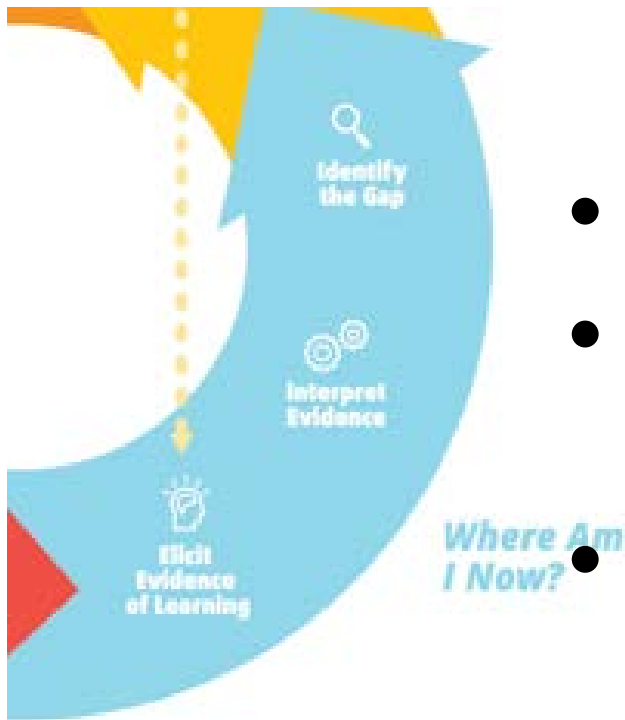 Identify
the Gap
Interpret
Evidence
Where Am
I Now?
Elicit
Evidence
of Learning